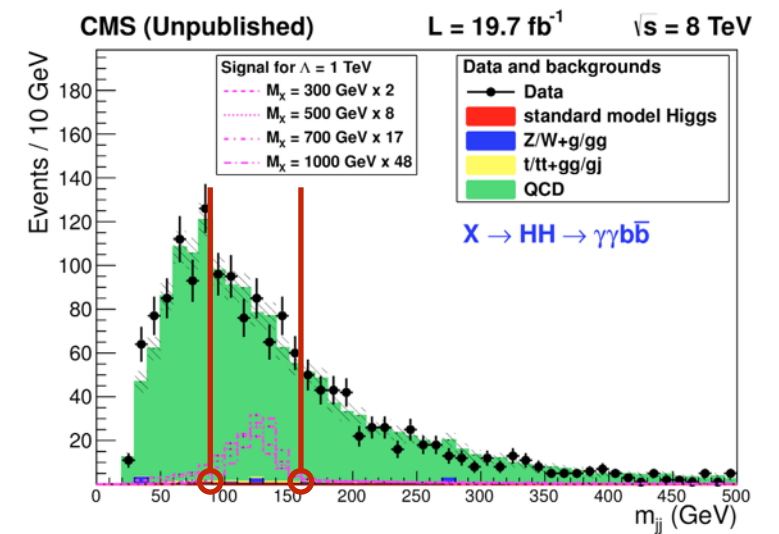 CMS (Unpublished) L = 19.7 fb⁻¹ √s = 8 TeV
Events / 10 GeV
180
160
140
120
100
80
60
40
20
Signal for Λ = 1 TeV
M_X = 300 GeV x 2
M_X = 500 GeV x 8
M_X = 700 GeV x 17
M_X = 1000 GeV x 48
Data and backgrounds
Data
standard model Higgs
Z/W+g/gg
t/tt+gg/gj
QCD
X → HH → γγbb̅
0 50 100 150 200 250 300 350 400 450 500
m_jj (GeV)